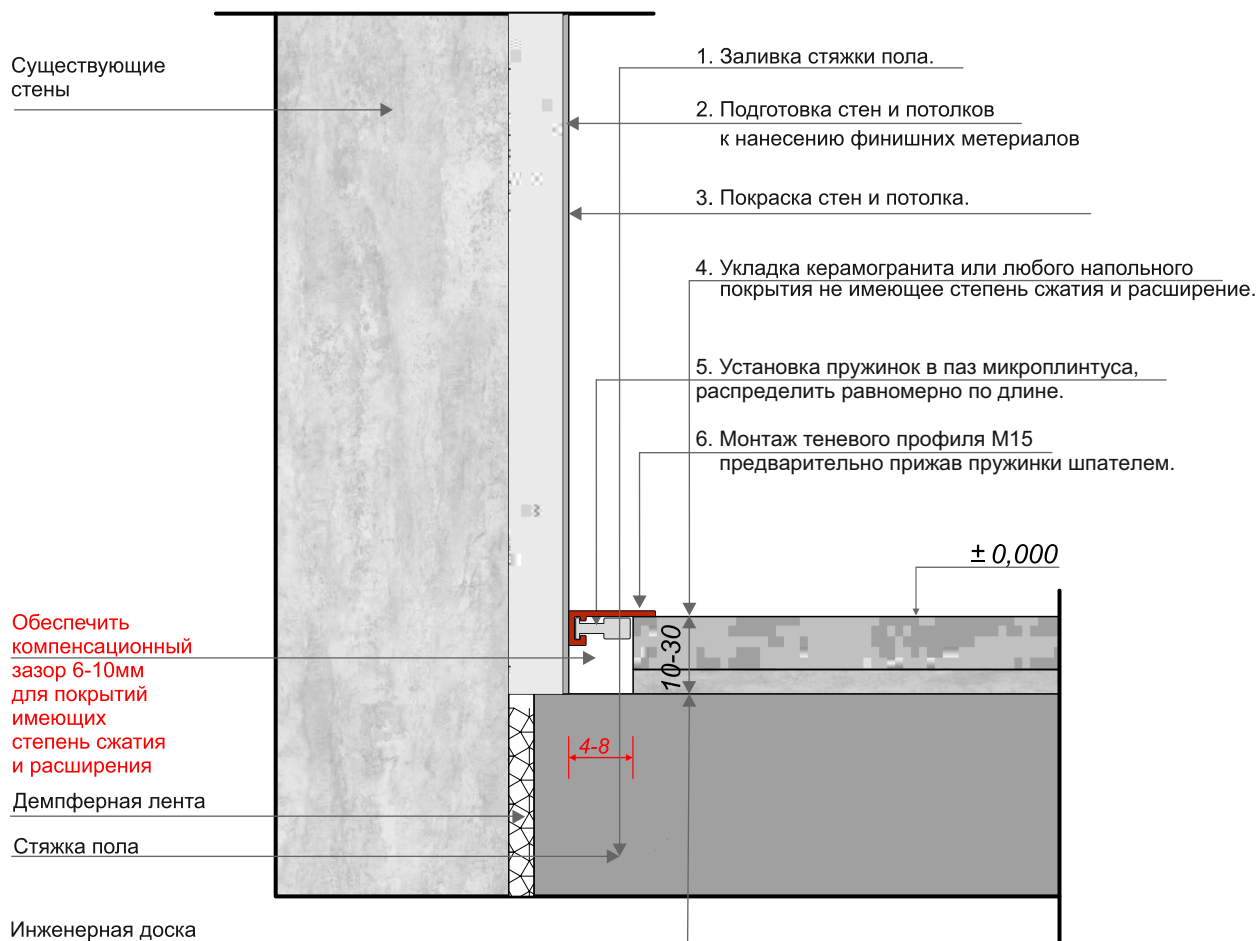 Существующие
стены
1. Заливка стяжки пола.
2. Подготовка стен и потолков
к нанесению финишних метериалов
3. Покраска стен и потолка.
4. Укладка керамогранита или любого напольного
покрытия не имеющее степень сжатия и расширение.
5. Установка пружинок в паз микроплинтуса,
распределить равномерно по длине.
6. Монтаж теневого профиля М15
предварительно прижав пружинки шпателем.
± 0,000
Обеспечить
компенсационный
зазор 6-10мм
для покрытий
имеющих
степень сжатия
и расширения
10-30
4-8
Демпферная лента
Стяжка пола
Инженерная доска